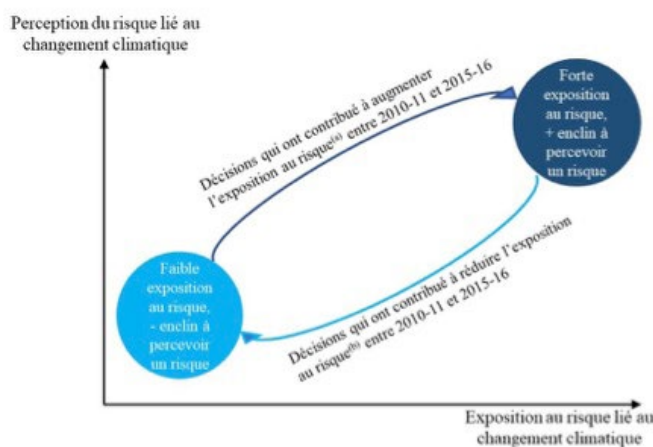 Perception du risque lié au
changement climatique
Décisions qui ont contribué à augmenter
l'exposition au risque(a) entre 2010-11 et 2015-16
Forte
exposition
au risque,
+ enclin à
percevoir
un risque
Faible
exposition
au risque,
- enclin à
percevoir
un risque
Décisions qui ont contribué à réduire l'exposition
au risque(b) entre 2010-11 et 2015-16
Exposition au risque lié au
changement climatique